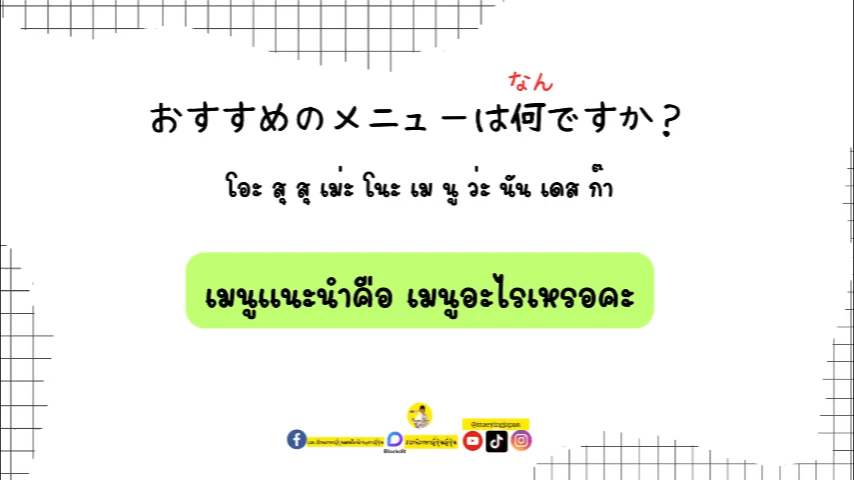 なん
おすすめのメニューは何ですか?
โอะ สุ สุ เม่ะ โนะ เม นู ว่ะ นัน เดส ก๊า
เมนูแนะนำคือ เมนูอะไรเหรอคะ
@maeyingjapan
Blockdit